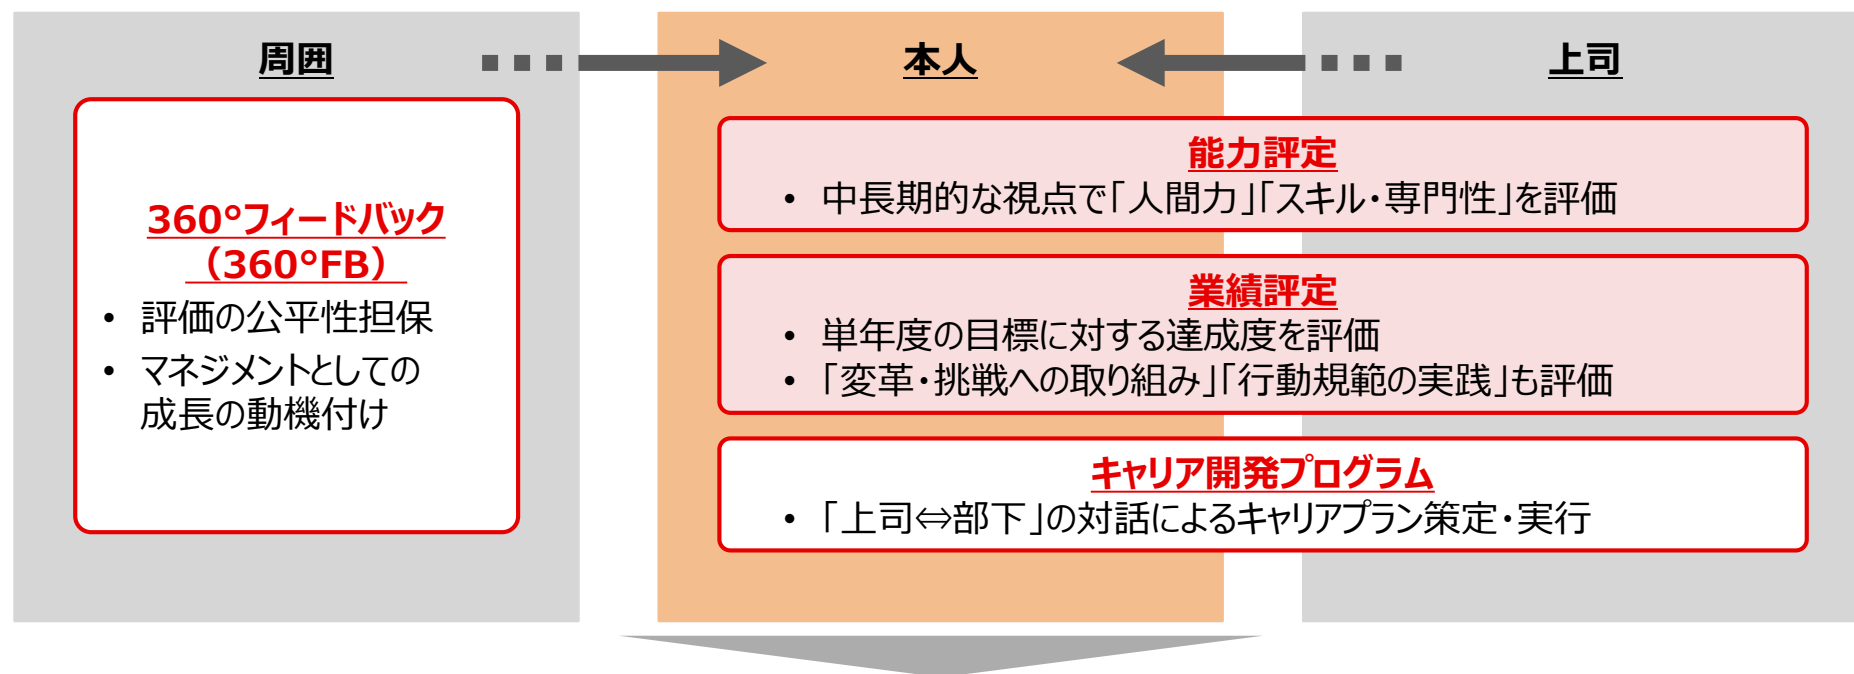 周囲
本人
上司
360°フィードバック
（360°FB）
• 評価の公平性担保
• マネジメントとしての
成長の動機付け
能力評定
• 中長期的な視点で「人間力」「スキル・専門性」を評価
業績評定
• 単年度の目標に対する達成度を評価
• 「変革・挑戦への取り組み」「行動規範の実践」も評価
キャリア開発プログラム
• 「上司⇔部下」の対話によるキャリアプラン策定・実行